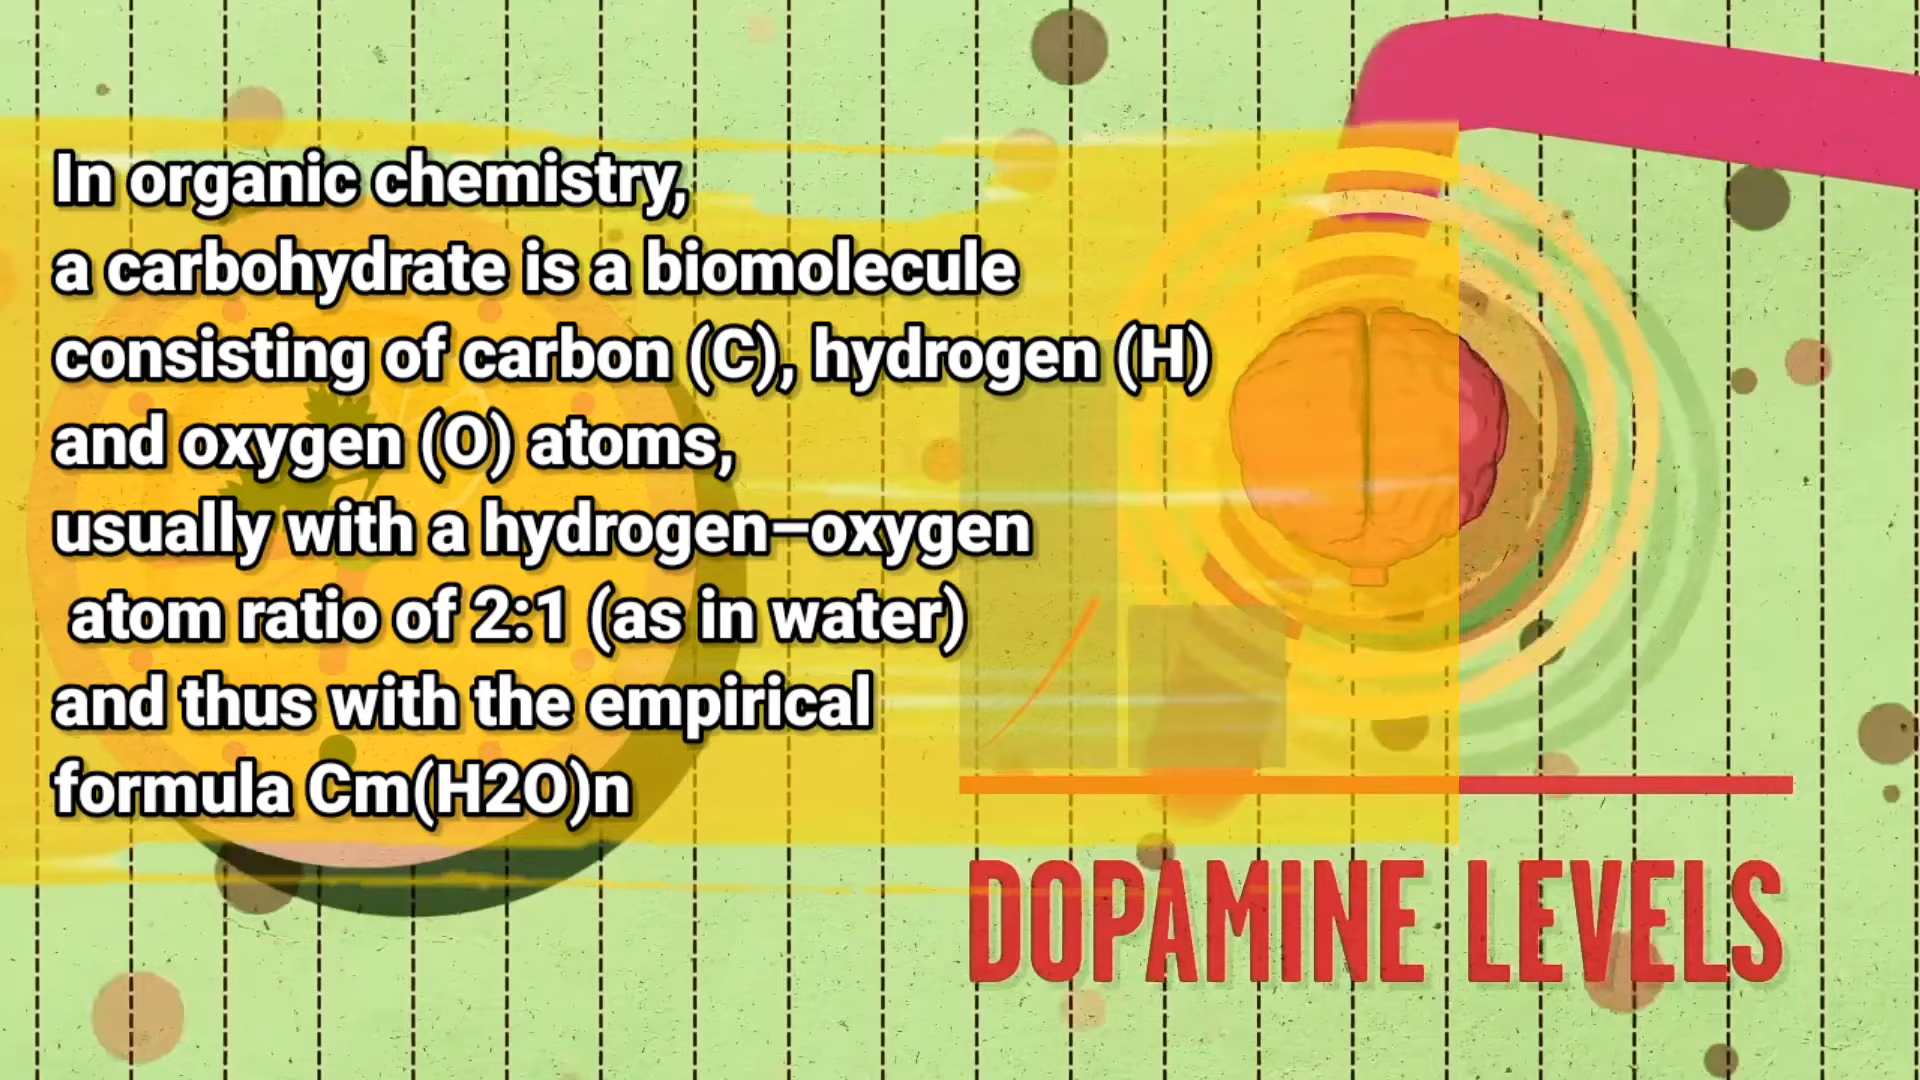 In organic chemistry,
a carbohydrate is a biomolecule
consisting of carbon (C), hydrogen (H)
and oxygen (O) atoms,
usually with a hydrogen–oxygen
atom ratio of 2:1 (as in water)
and thus with the empirical
formula Cm(H2O)n
DOPAMINE LEVELS